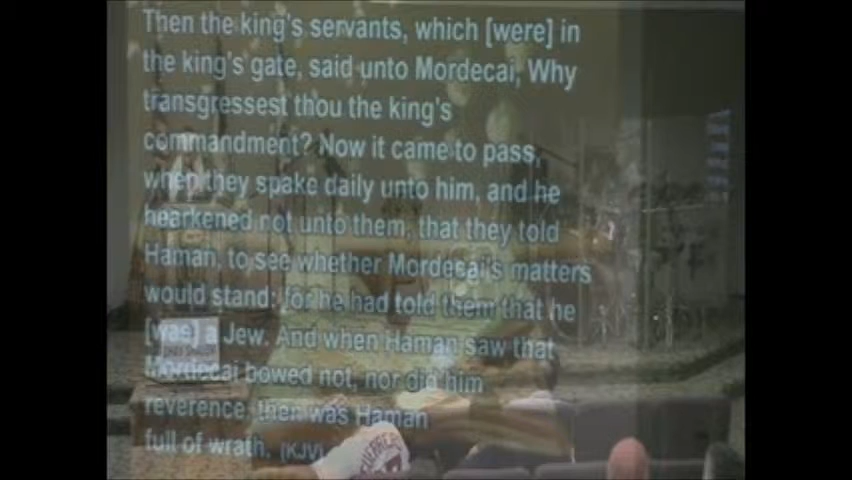 Then the king's servants, which [were] in
the king's gate, said unto Mordecai, Why
transgressest thou the king's
commandment? Now it came to pass,
when they spake daily unto him, and he
hearkened not unto them, that they told
Haman, to see whether Mordecai's matters
would stand: for he had told them that he
[was] a Jew. And when Haman saw that
Mordecai bowed not, nor did him
reverence, then was Haman
full of wrath. (KJV)